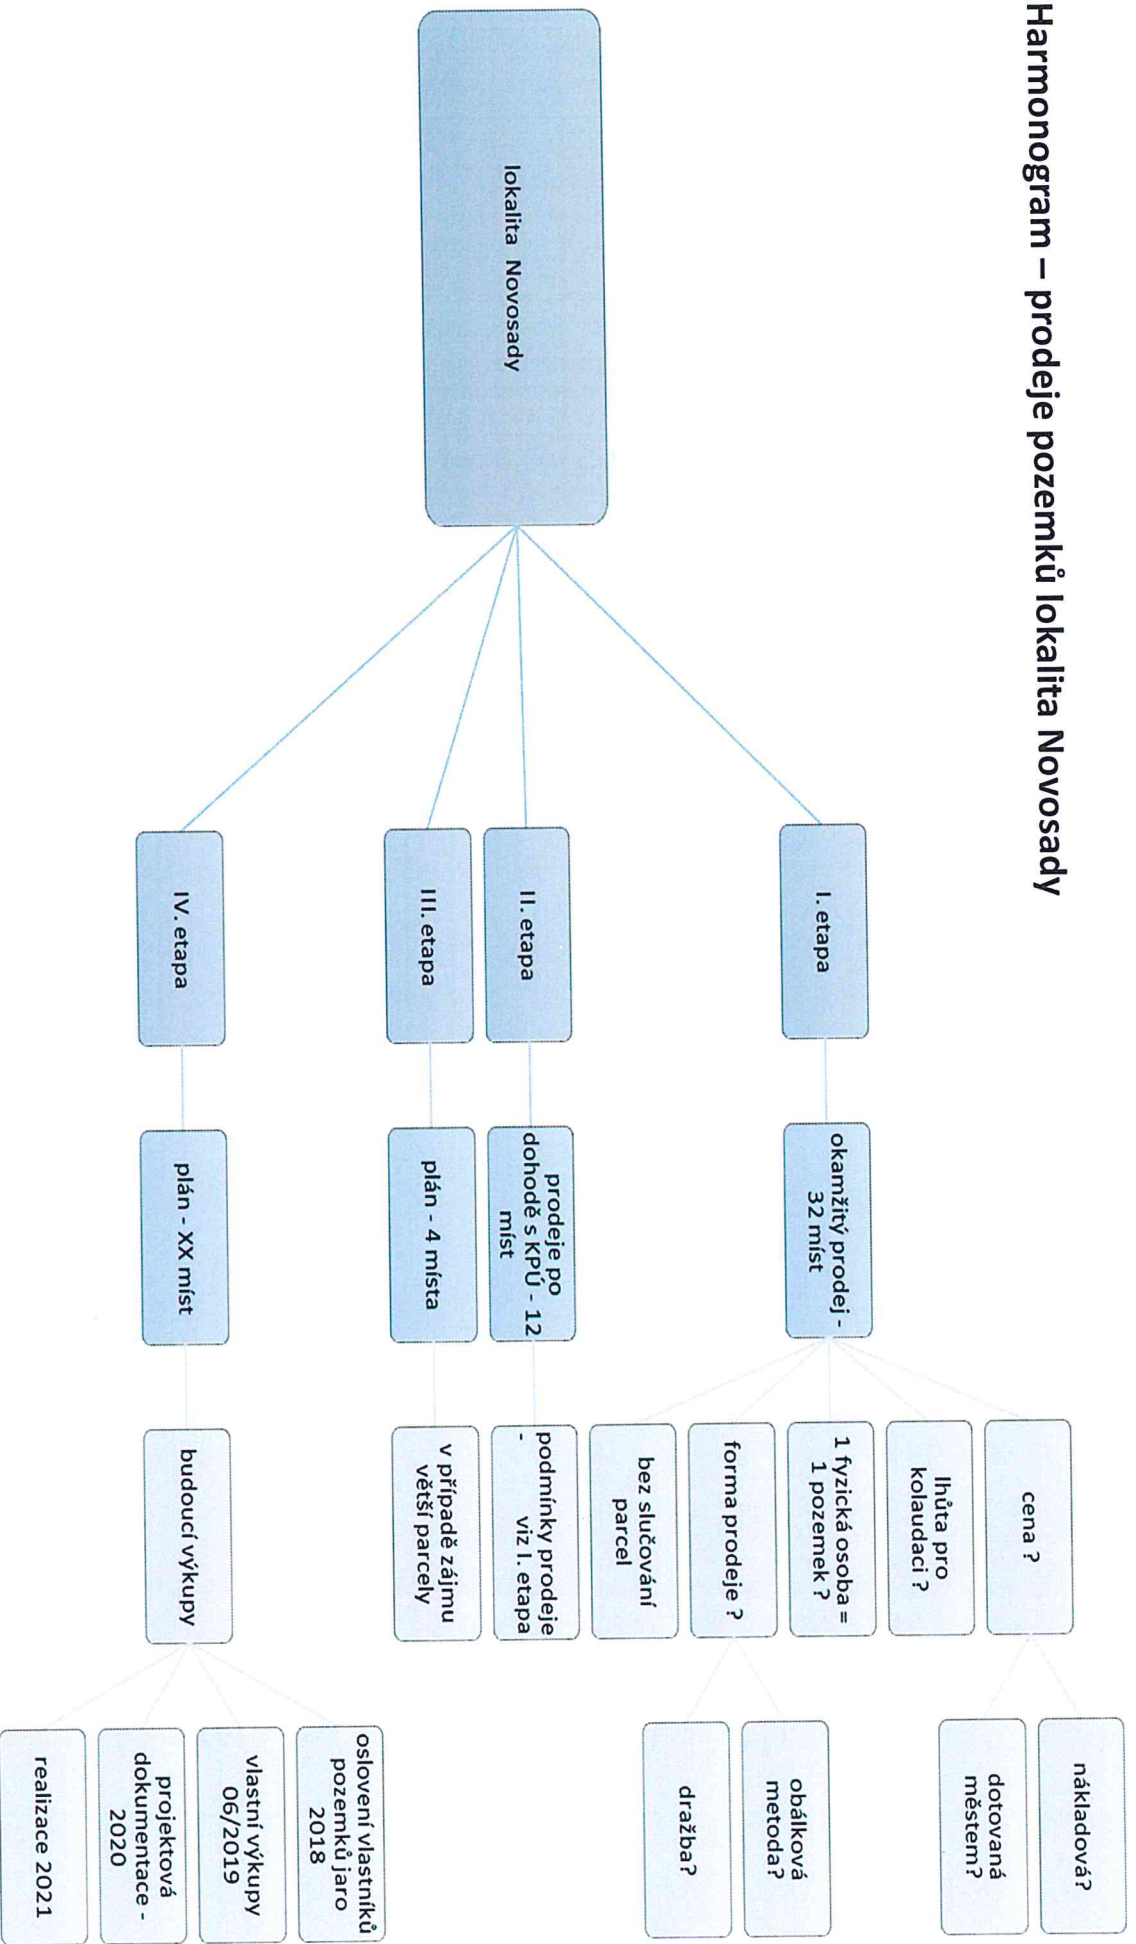 Harmonogram – prodeje pozemků lokalita Novosady
lokalita Novosady
I. etapa
okamžitý prodej -
32 míst
cena ?
nákladová?
dotovaná
městem?
lhůta pro
kolaudaci ?
1 fyzická osoba =
1 pozemek ?
forma prodeje ?
obálková
metoda?
dražba?
bez slučování
parcel
II. etapa
prodeje po
dohodě s KPÚ - 12
míst
podmínky prodeje
- viz I. etapa
III. etapa
plán - 4 místa
v případě zájmu
větší parcely
IV. etapa
plán - XX míst
budoucí výkupy
oslovení vlastníků
pozemků jaro
2018
vlastní výkupy
06/2019
projektová
dokumentace -
2020
realizace 2021